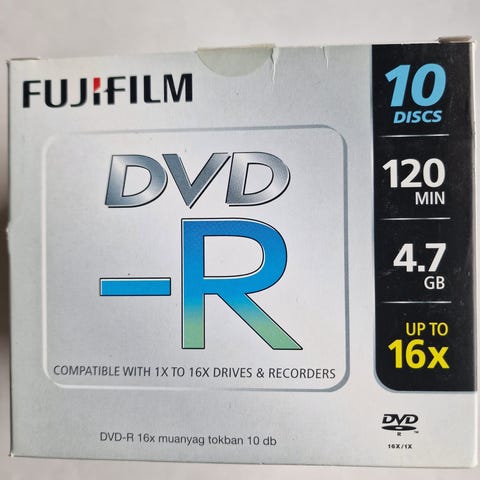 FUJIFILM
10
DISCS
120
MIN
4.7
GB
UP TO
16x
DVD
-R
COMPATIBLE WITH 1X TO 16X DRIVES & RECORDERS
DVD-R 16x muanyag tokban 10 db
DVD
R
TM
16X/1X